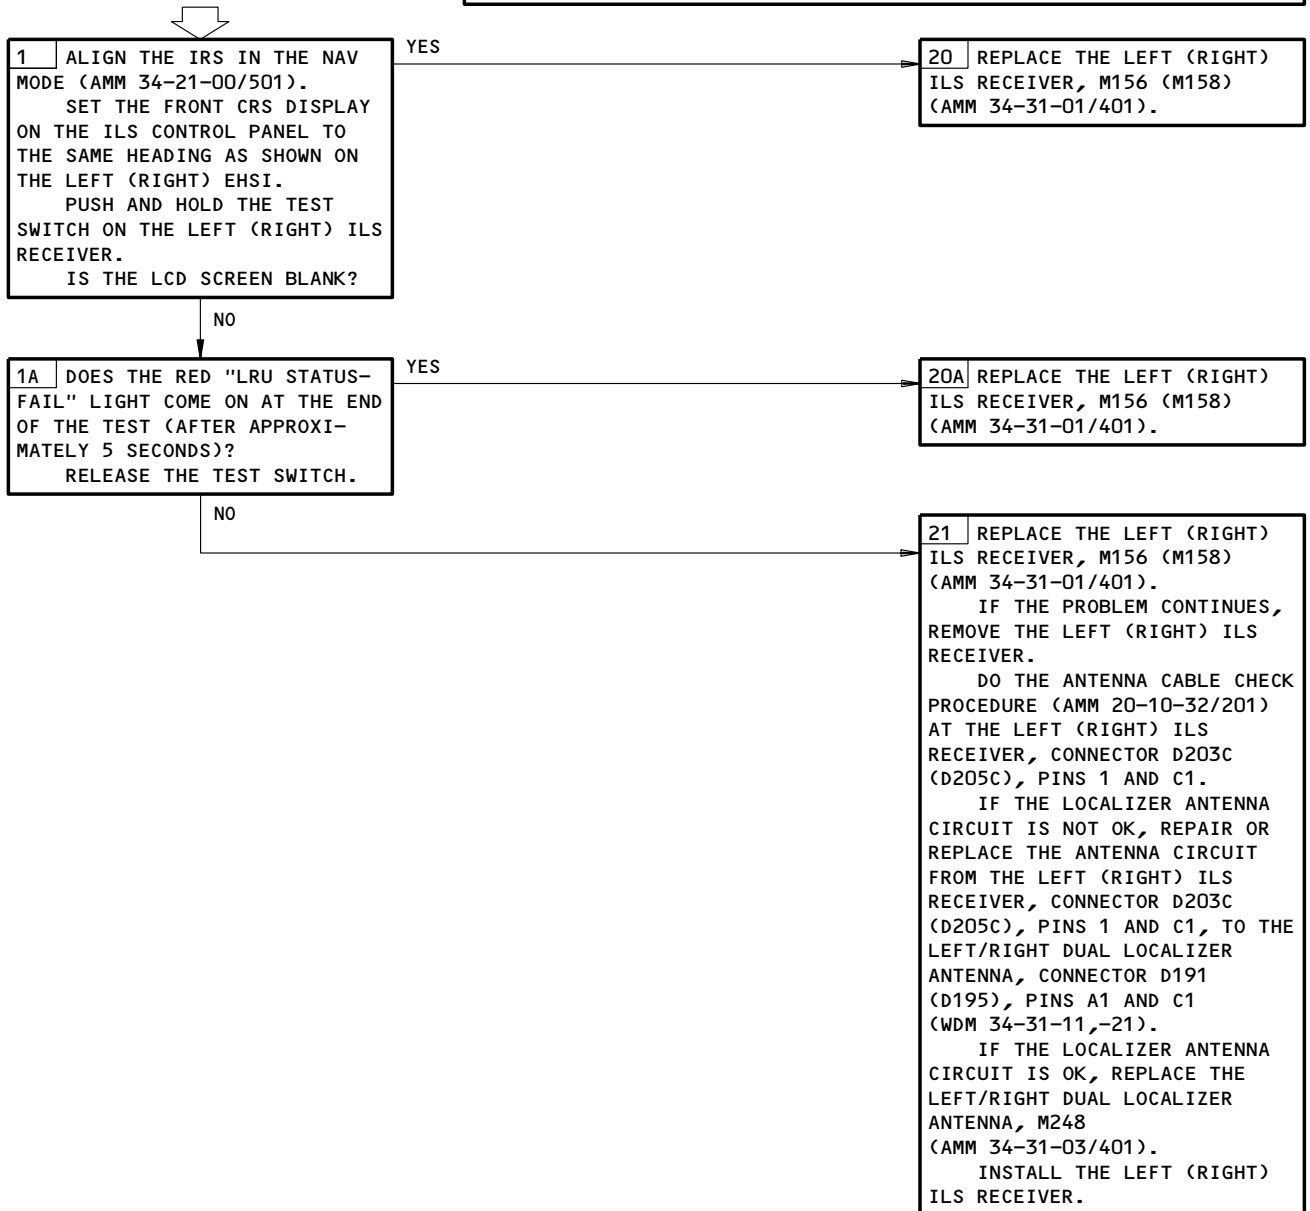 1 ALIGN THE IRS IN THE NAV
MODE (AMM 34-21-00/501).
SET THE FRONT CRS DISPLAY
ON THE ILS CONTROL PANEL TO
THE SAME HEADING AS SHOWN ON
THE LEFT (RIGHT) EHSI.
PUSH AND HOLD THE TEST
SWITCH ON THE LEFT (RIGHT) ILS
RECEIVER.
IS THE LCD SCREEN BLANK?
YES
20 REPLACE THE LEFT (RIGHT)
ILS RECEIVER, M156 (M158)
(AMM 34-31-01/401).
NO
1A DOES THE RED "LRU STATUS-
FAIL" LIGHT COME ON AT THE END
OF THE TEST (AFTER APPROXI-
MATELY 5 SECONDS)?
RELEASE THE TEST SWITCH.
YES
20A REPLACE THE LEFT (RIGHT)
ILS RECEIVER, M156 (M158)
(AMM 34-31-01/401).
NO
21 REPLACE THE LEFT (RIGHT)
ILS RECEIVER, M156 (M158)
(AMM 34-31-01/401).
IF THE PROBLEM CONTINUES,
REMOVE THE LEFT (RIGHT) ILS
RECEIVER.
DO THE ANTENNA CABLE CHECK
PROCEDURE (AMM 20-10-32/201)
AT THE LEFT (RIGHT) ILS
RECEIVER, CONNECTOR D203C
(D205C), PINS 1 AND C1.
IF THE LOCALIZER ANTENNA
CIRCUIT IS NOT OK, REPAIR OR
REPLACE THE ANTENNA CIRCUIT
FROM THE LEFT (RIGHT) ILS
RECEIVER, CONNECTOR D203C
(D205C), PINS 1 AND C1, TO THE
LEFT/RIGHT DUAL LOCALIZER
ANTENNA, CONNECTOR D191
(D195), PINS A1 AND C1
(WDM 34-31-11,-21).
IF THE LOCALIZER ANTENNA
CIRCUIT IS OK, REPLACE THE
LEFT/RIGHT DUAL LOCALIZER
ANTENNA, M248
(AMM 34-31-03/401).
INSTALL THE LEFT (RIGHT)
ILS RECEIVER.